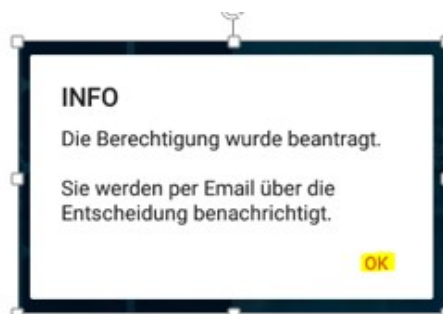 INFO
Die Berechtigung wurde beantragt.
Sie werden per Email über die
Entscheidung benachrichtigt.
OK